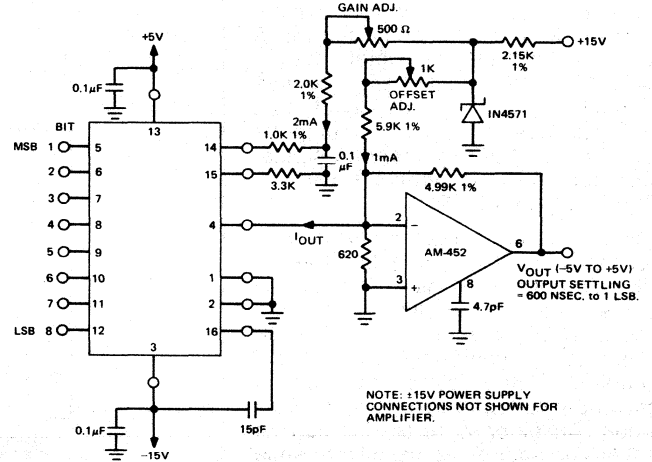 GAIN ADJ.
+5V
500 Ω
+15V
2.15K
1%
0.1µF
2.0K
1%
1K
OFFSET
ADJ.
IN4571
2mA
5.9K 1%
BIT
13
MSB 1 5
14
1.0K 1%
0.1
µF
1mA
2 6
15
3.3K
4.99K 1%
3 7
4 8
4
IOUT
2
−
AM-452
6
620
5 9
6 10
1
3
+
8
VOUT (−5V TO +5V)
OUTPUT SETTLING
= 600 NSEC. to 1 LSB.
7 11
2
4.7pF
LSB 8 12
16
3
0.1µF
15pF
−15V
NOTE: ±15V POWER SUPPLY
CONNECTIONS NOT SHOWN FOR
AMPLIFIER.